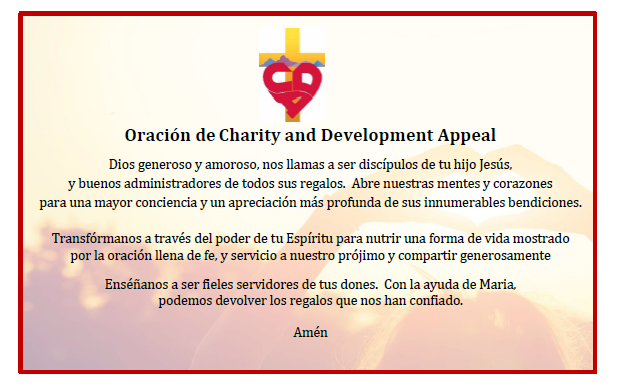 Oración de Charity and Development Appeal
Dios generoso y amoroso, nos llamas a ser discípulos de tu hijo Jesús,
y buenos administradores de todos sus regalos.  Abre nuestras mentes y corazones
para una mayor conciencia y un apreciación más profunda de sus innumerables bendiciones.
Transfórmanos a través del poder de tu Espíritu para nutrir una forma de vida mostrado
por la oración llena de fe, y servicio a nuestro prójimo y compartir generosamente
Enséñanos a ser fieles servidores de tus dones.  Con la ayuda de Maria,
podemos devolver los regalos que nos han confiado.
Amén